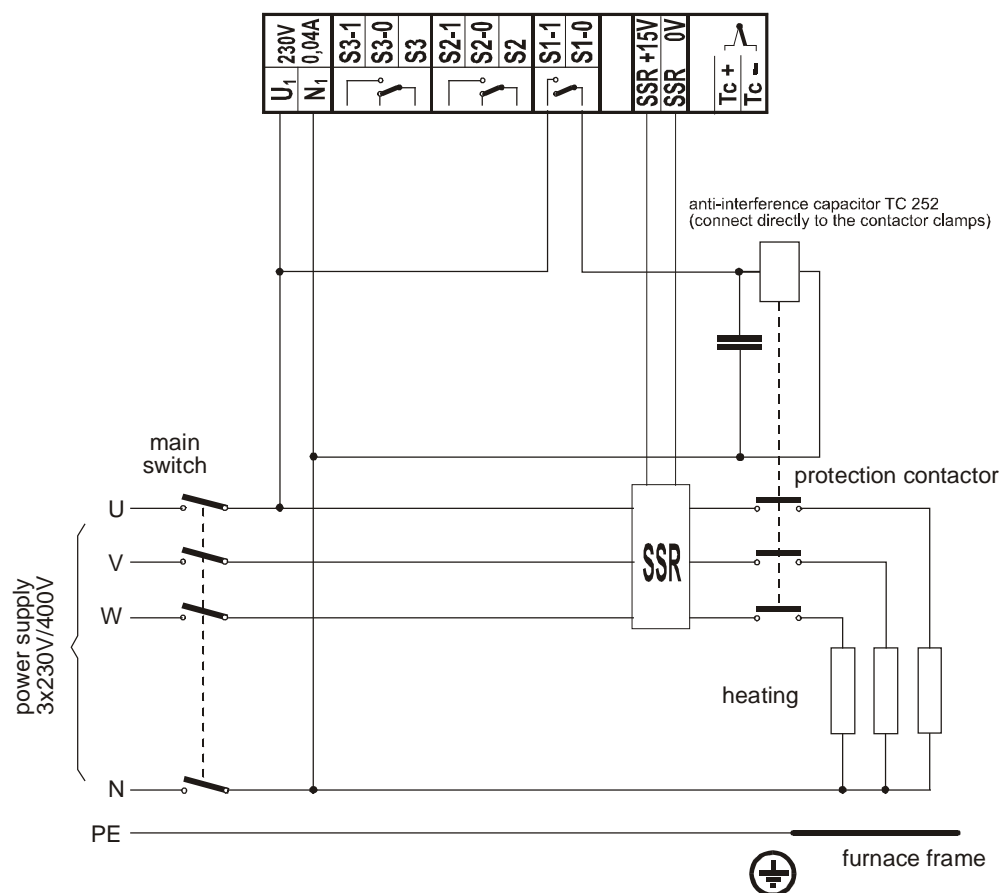 230V
0,04A
S3-1
S3-0
S3
S2-1
S2-0
S2
S1-1
S1-0
SSR +15V
SSR 0V
U1
N1
Tc +
Tc -
anti-interference capacitor TC 252
(connect directly to the contactor clamps)
main
switch
protection contactor
U
V
W
SSR
power supply
3x230V/400V
heating
N
PE
furnace frame